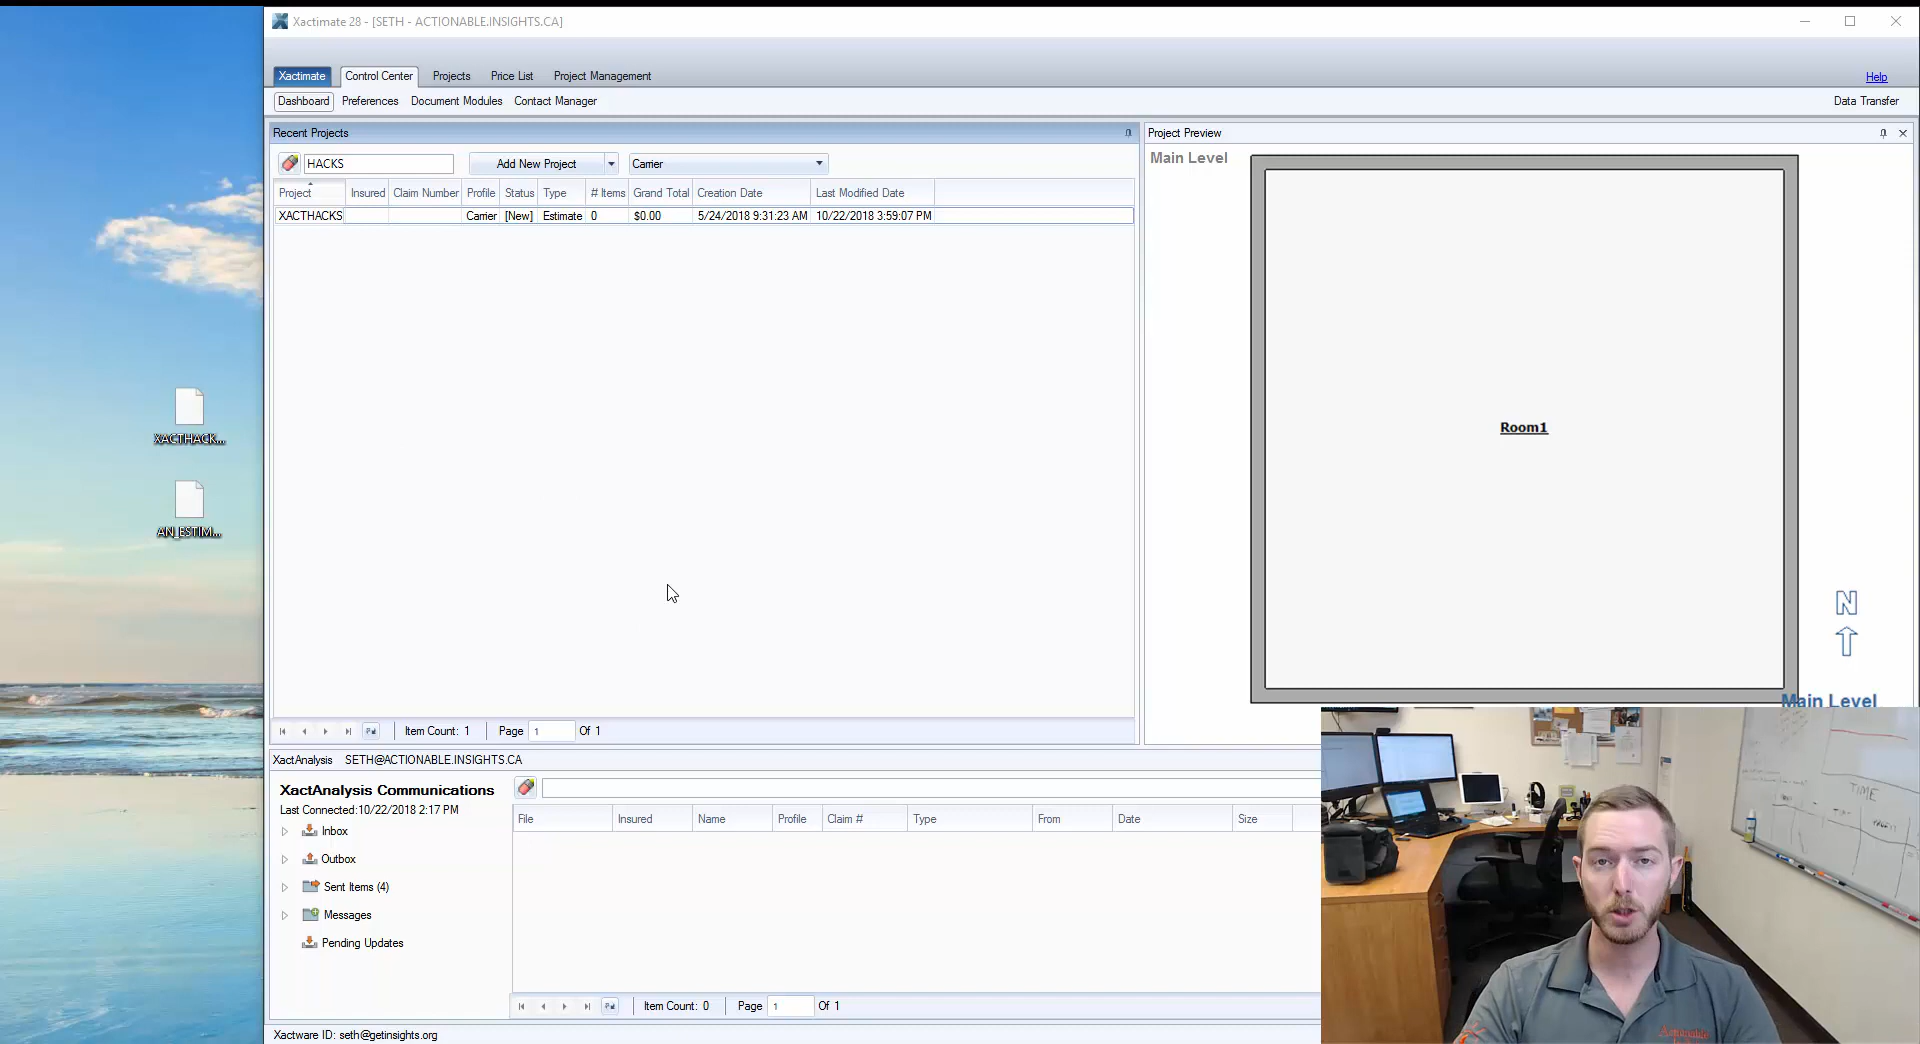 Xactimate 28 - [SETH - ACTIONABLE.INSIGHTS.CA]
Xactimate Control Center Projects Price List Project Management
Help
Dashboard Preferences Document Modules Contact Manager
Data Transfer
Recent Projects
Project Preview
HACKS Add New Project Carrier
Main Level
Project Insured Claim Number Profile Status Type # Items Grand Total Creation Date Last Modified Date
XACTHACKS Carrier [New] Estimate 0 $0.00 5/24/2018 9:31:23 AM 10/22/2018 3:59:07 PM
Room1
XACTHACK...
AN_ESTIM...
N
Main Level
Item Count: 1 Page 1 Of 1
XactAnalysis SETH@ACTIONABLE.INSIGHTS.CA
XactAnalysis Communications
Last Connected:10/22/2018 2:17 PM
Inbox
Outbox
Sent Items (4)
Messages
Pending Updates
File Insured Name Profile Claim # Type From Date Size
TIME
Item Count: 0 Page 1 Of 1
Xactware ID: seth@getinsights.org